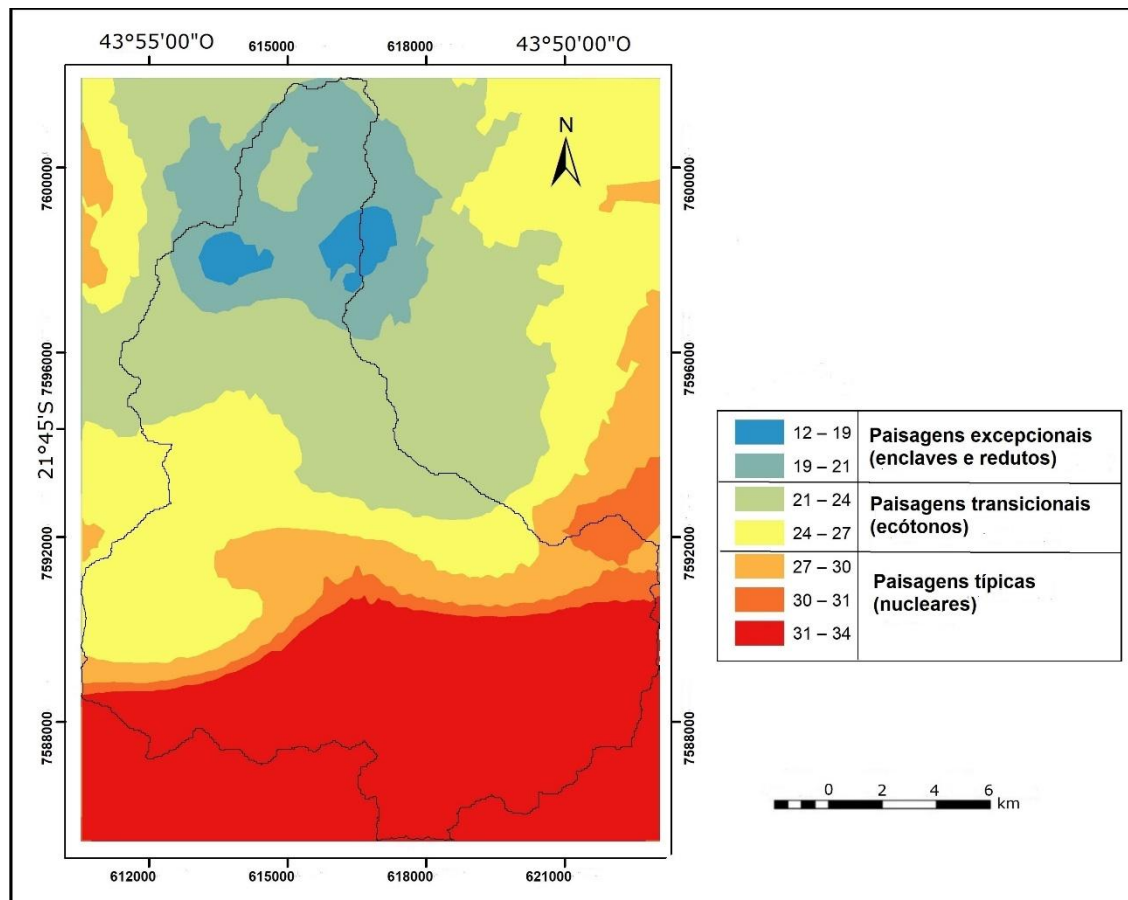 43°55'00"O
615000
618000
43°50'00"O
N
7600000
7596000
21°45'S
7592000
7588000
612000
615000
618000
621000
12 – 19
Paisagens excepcionais
(enclaves e redutos)
19 – 21
21 – 24
Paisagens transicionais
(ecótonos)
24 – 27
27 – 30
Paisagens típicas
(nucleares)
30 – 31
31 – 34
0 2 4 6
km
7600000
7596000
7592000
7588000